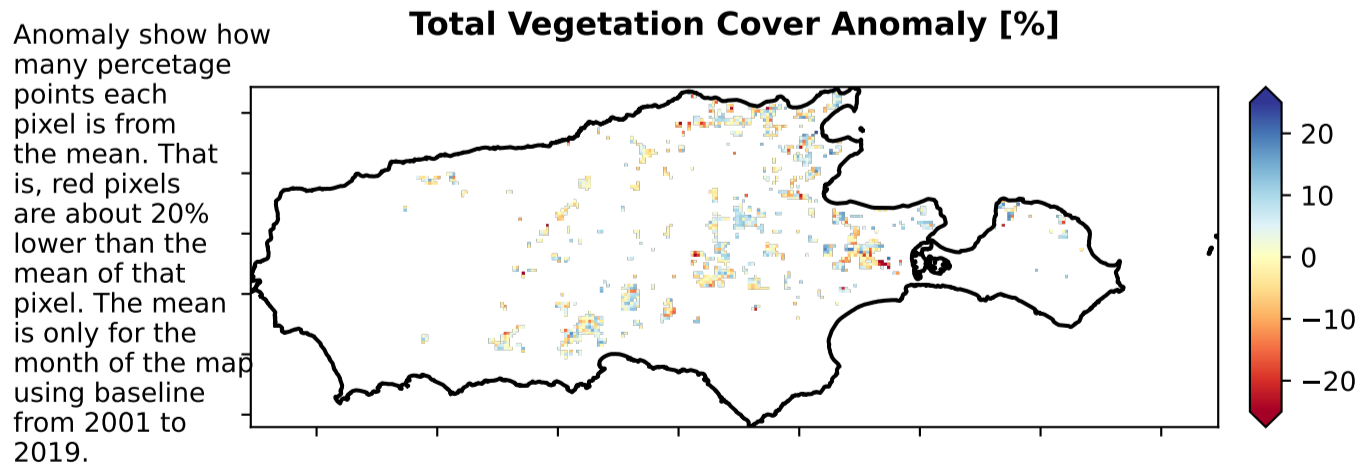 Total Vegetation Cover Anomaly [%]
Anomaly show how
many percetage
points each
pixel is from
the mean. That
is, red pixels
are about 20%
lower than the
mean of that
pixel. The mean
is only for the
month of the map
using baseline
from 2001 to
2019.
20
10
0
−10
−20